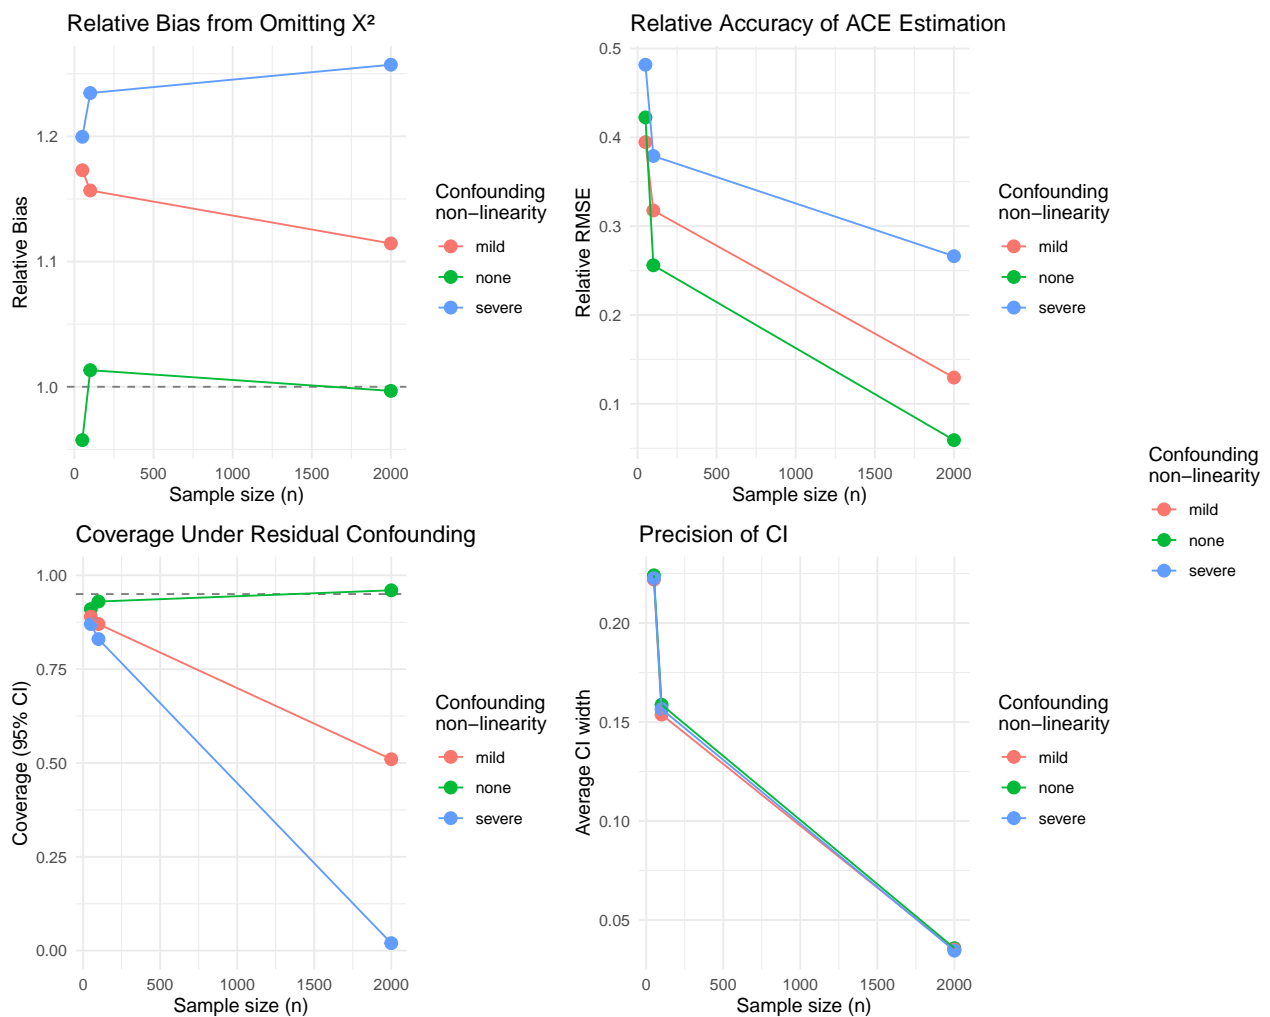 Relative Bias from Omitting X²
Relative Bias
1.2
1.1
1.0
0
500
1000
1500
2000
Sample size (n)
Confounding
non−linearity
mild
none
severe
Relative Accuracy of ACE Estimation
Relative RMSE
0.5
0.4
0.3
0.2
0.1
0
500
1000
1500
2000
Sample size (n)
Confounding
non−linearity
mild
none
severe
Coverage Under Residual Confounding
Coverage (95% CI)
1.00
0.75
0.50
0.25
0.00
0
500
1000
1500
2000
Sample size (n)
Confounding
non−linearity
mild
none
severe
Precision of CI
Average CI width
0.20
0.15
0.10
0.05
0
500
1000
1500
2000
Sample size (n)
Confounding
non−linearity
mild
none
severe
Confounding
non−linearity
mild
none
severe